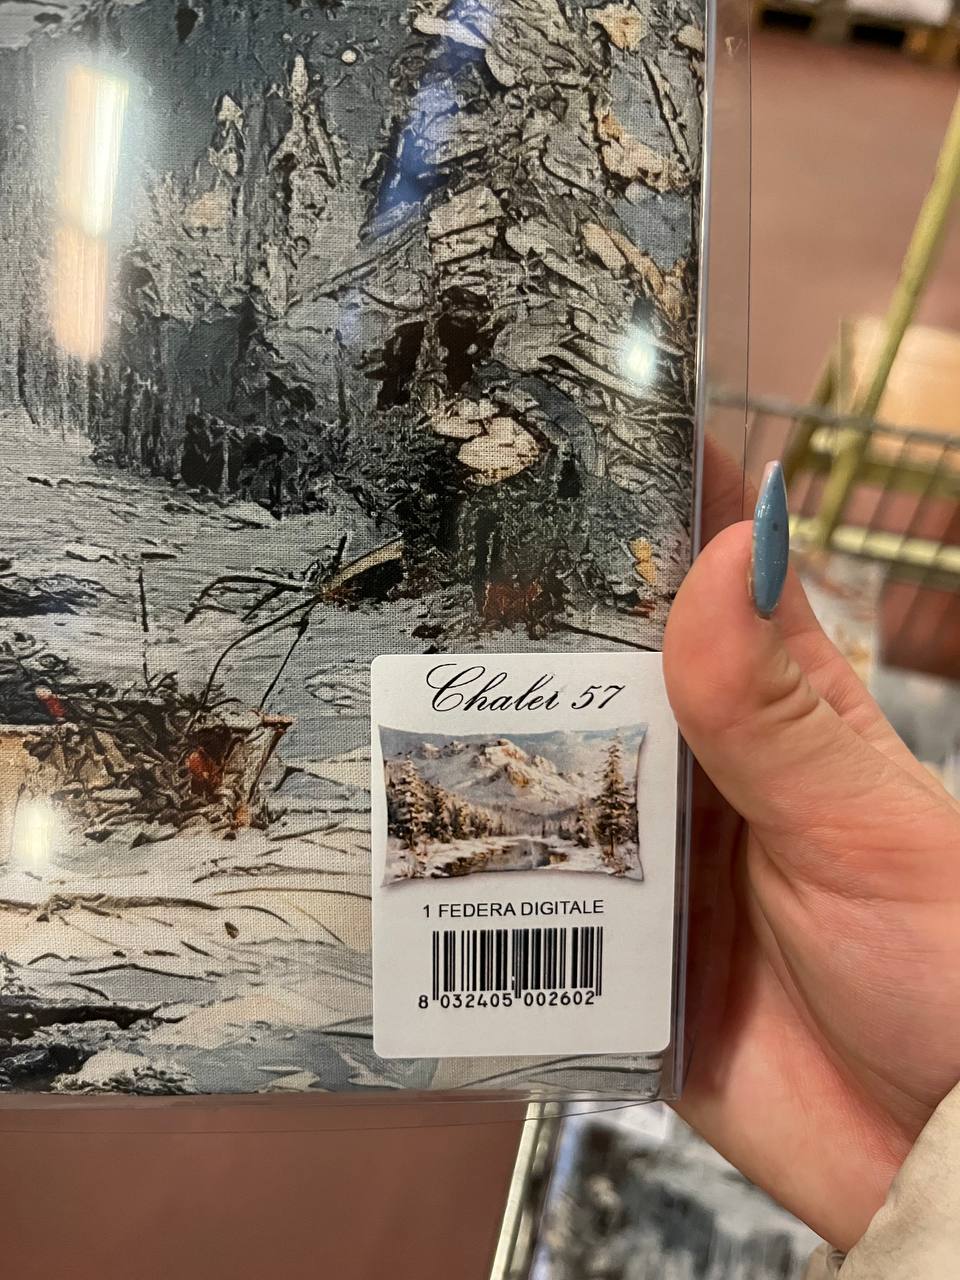 Chalet 57
1 FEDERA DIGITALE
8 032405 002602